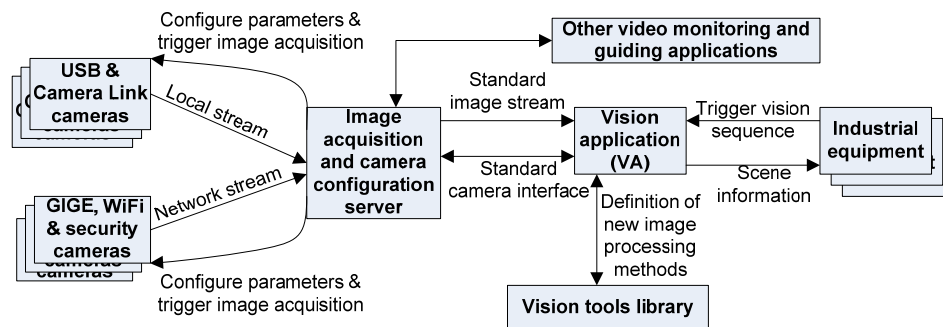 Configure parameters &
trigger image acquisition
Other video monitoring and
guiding applications
USB &
Camera Link
cameras
Local stream
Standard
image stream
Image
acquisition
and camera
configuration
server
Vision
application
(VA)
Trigger vision
sequence
Industrial
equipment
Standard
camera interface
Scene
information
Network stream
GIGE, WiFi
& security
cameras
cameras
Definition of
new image
processing
methods
Configure parameters &
trigger image acquisition
Vision tools library